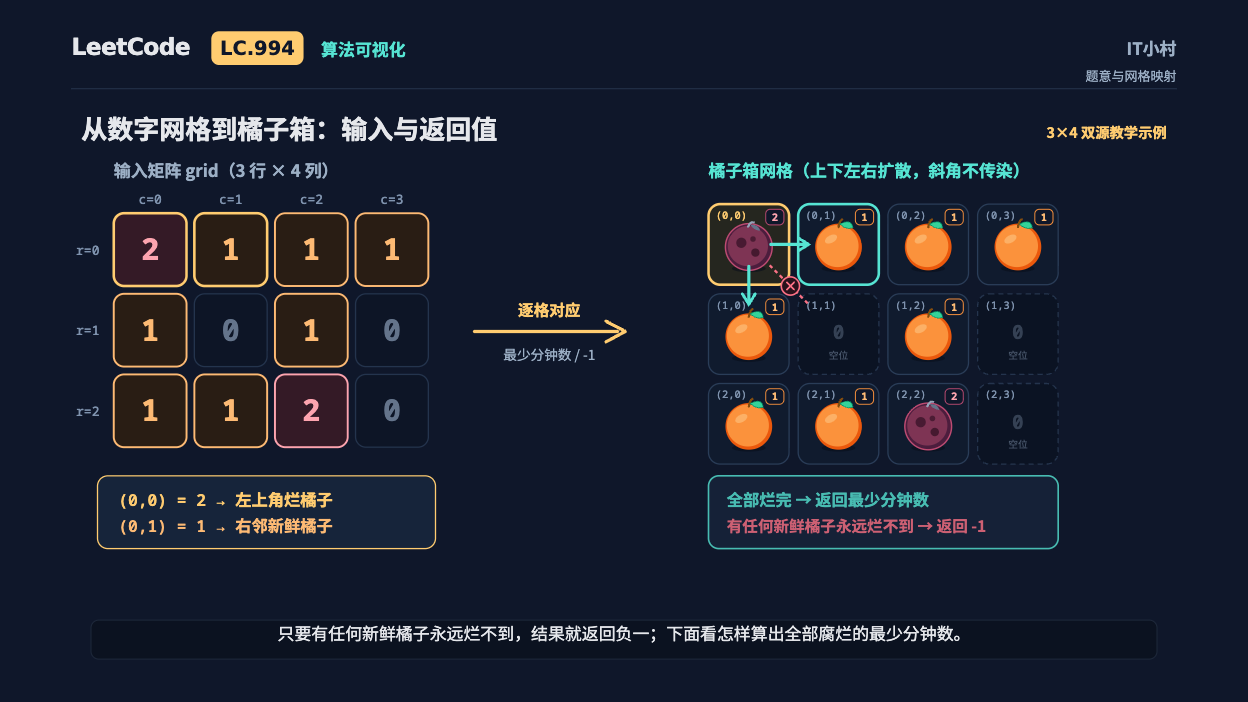 LeetCode LC.994 算法可视化
IT小村
题意与网格映射
从数字网格到橘子箱：输入与返回值
3×4 双源教学示例
输入矩阵 grid（3 行 × 4 列）
c=0 c=1 c=2 c=3
r=0 2 1 1 1
r=1 1 0 1 0
r=2 1 1 2 0
(0,0) = 2 → 左上角烂橘子
(0,1) = 1 → 右邻新鲜橘子
逐格对应
最少分钟数 / -1
橘子箱网格（上下左右扩散，斜角不传染）
(0,0) 2 (0,1) 1 (0,2) 1 (0,3) 1
(1,0) 1 (1,1) (1,2) 1 (1,3)
0 0
空位 空位
(2,0) 1 (2,1) 1 (2,2) 2 (2,3)
0
空位
全部烂完 → 返回最少分钟数
有任何新鲜橘子永远烂不到 → 返回 -1
只要有任何新鲜橘子永远烂不到，结果就返回负一；下面看怎样算出全部腐烂的最少分钟数。